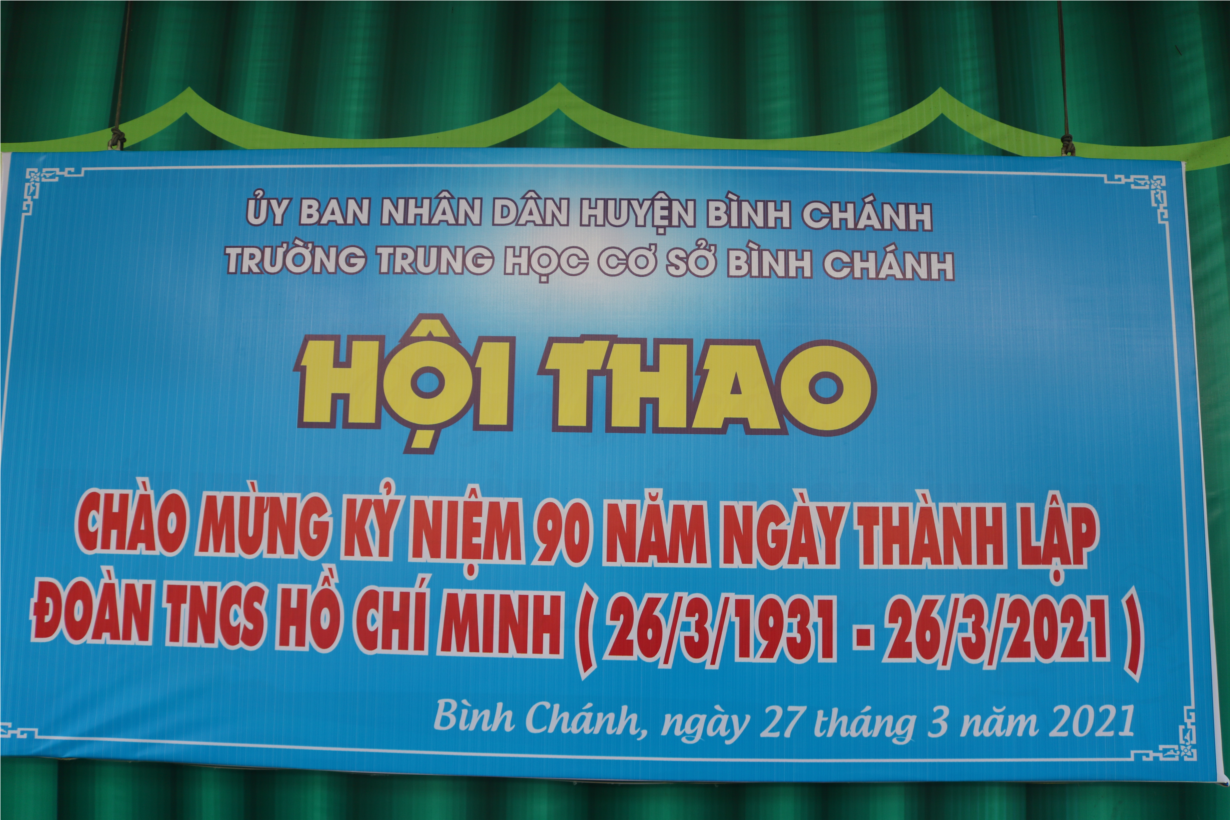 ỦY BAN NHÂN DÂN HUYỆN BÌNH CHÁNH
TRƯỜNG TRUNG HỌC CƠ SỞ BÌNH CHÁNH
HỘI THAO
CHÀO MỪNG KỶ NIỆM 90 NĂM NGÀY THÀNH LẬP
ĐOÀN TNCS HỒ CHÍ MINH ( 26/3/1931 - 26/3/2021 )
Bình Chánh, ngày 27 tháng 3 năm 2021